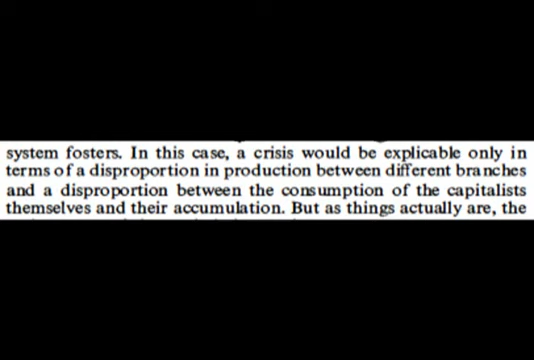 system fosters. In this case, a crisis would be explicable only in
terms of a disproportion in production between different branches
and a disproportion between the consumption of the capitalists
themselves and their accumulation. But as things actually are, the